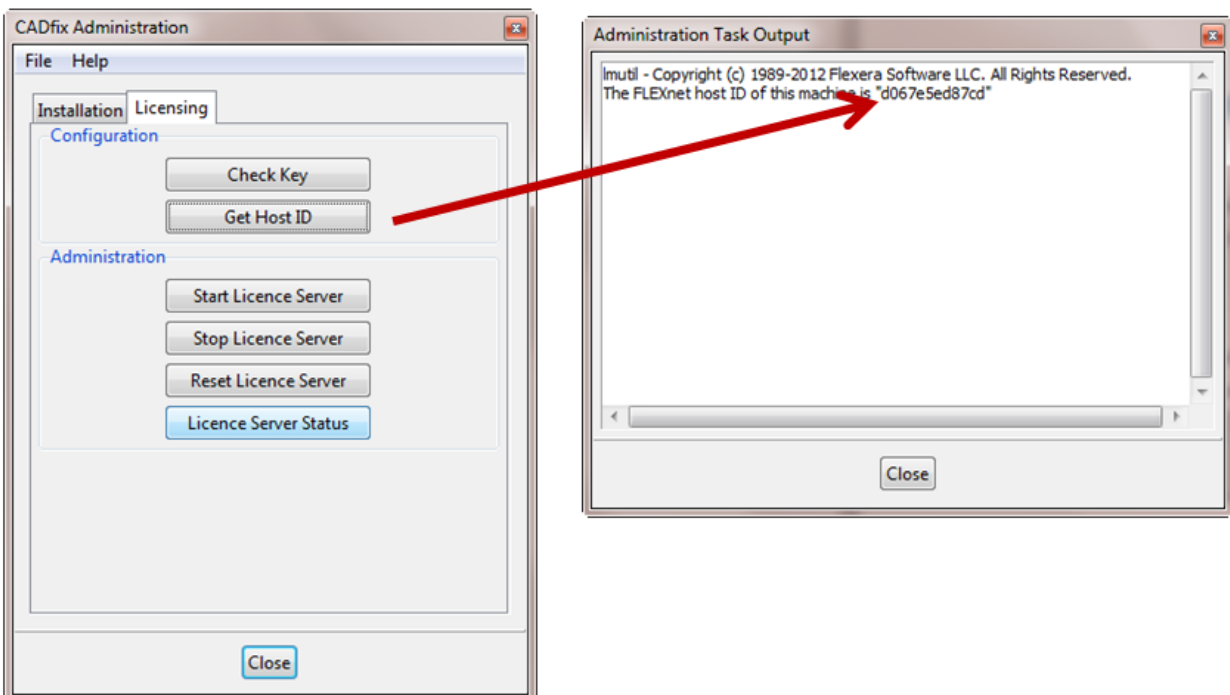 CADfix Administration
File Help
Installation Licensing
Configuration
Check Key
Get Host ID
Administration
Start Licence Server
Stop Licence Server
Reset Licence Server
Licence Server Status
Close
Administration Task Output
lmutil - Copyright (c) 1989-2012 Flexera Software LLC. All Rights Reserved.
The FLEXnet host ID of this machine is "d067e5ed87cd"
Close